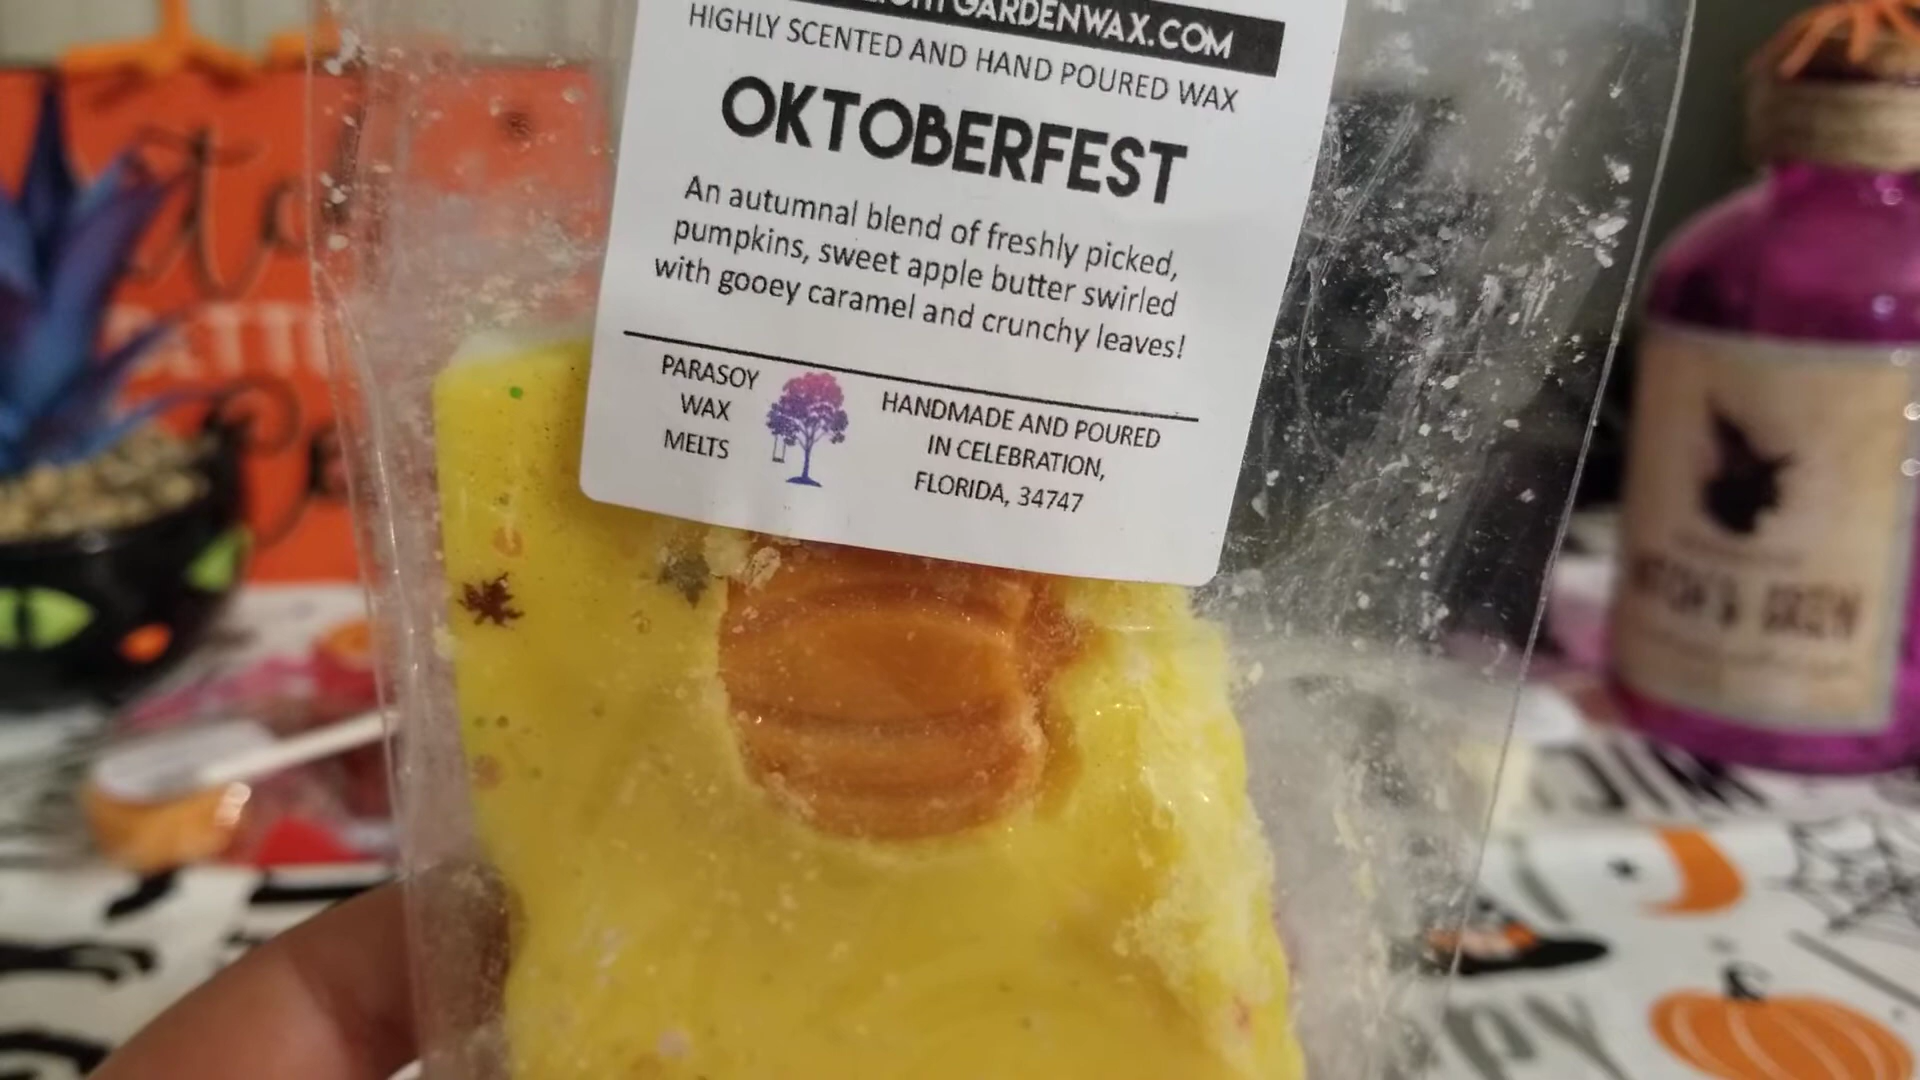 GARDENWAX.COM
HIGHLY SCENTED AND HAND POURED WAX
OKTOBERFEST
An autumnal blend of freshly picked,
pumpkins, sweet apple butter swirled
with gooey caramel and crunchy leaves!
PARASOY
WAX
MELTS
HANDMADE AND POURED
IN CELEBRATION,
FLORIDA, 34747